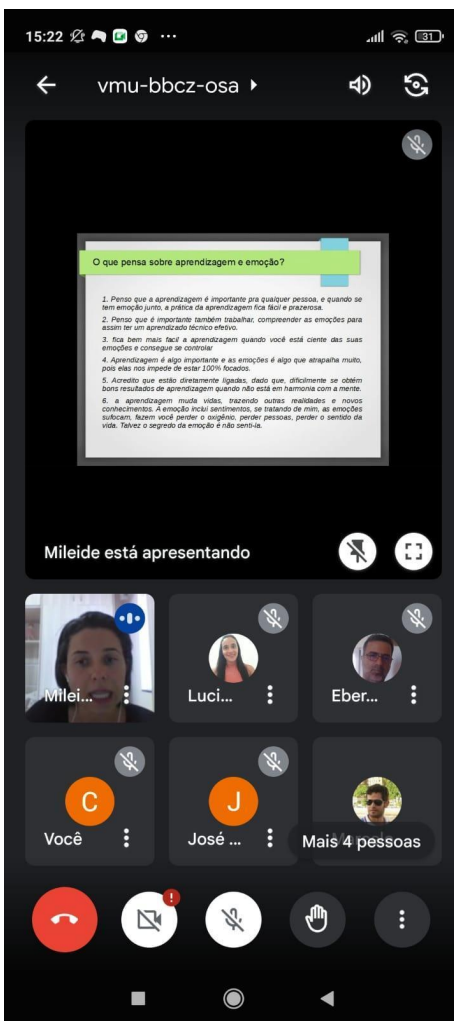 15:22
31
vmu-bbcz-osa
O que pensa sobre aprendizagem e emoção?
1. Penso que a aprendizagem é importante pra qualquer pessoa, e quando se
tem emoção junto, a prática da aprendizagem fica fácil e prazerosa.
2. Penso que é importante também trabalhar, compreender as emoções para
assim ter um aprendizado técnico efetivo.
3. fica bem mais facil a aprendizagem quando você está ciente das suas
emoções e consegue se controlar
4. Aprendizagem é algo importante e as emoções é algo que atrapalha muito,
pois elas nos impede de estar 100% focados.
5. Acredito que estão diretamente ligadas, dado que, dificilmente se obtém
bons resultados de aprendizagem quando não está em harmonia com a mente.
6. a aprendizagem muda vidas, trazendo outras realidades e novos
conhecimentos. A emoção inclui sentimentos, se tratando de mim, as emoções
sufocam, fazem você perder o oxigênio, perder pessoas, perder o sentido da
vida. Talvez o segredo da emoção é não senti-la.
Mileide está apresentando
Milei...
Luci...
Eber...
C
J
Você
José ...
Mais 4 pessoas
!